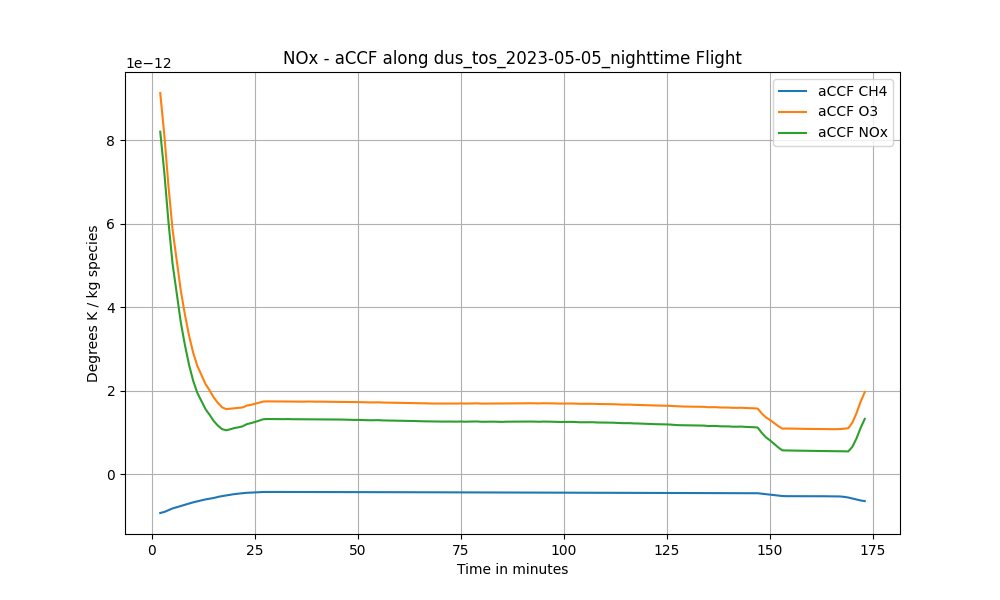 NOx - aCCF along dus_tos_2023-05-05_nighttime Flight
1e−12
aCCF CH4
aCCF O3
aCCF NOx
8
6
4
2
0
Degrees K / kg species
0 25 50 75 100 125 150 175
Time in minutes